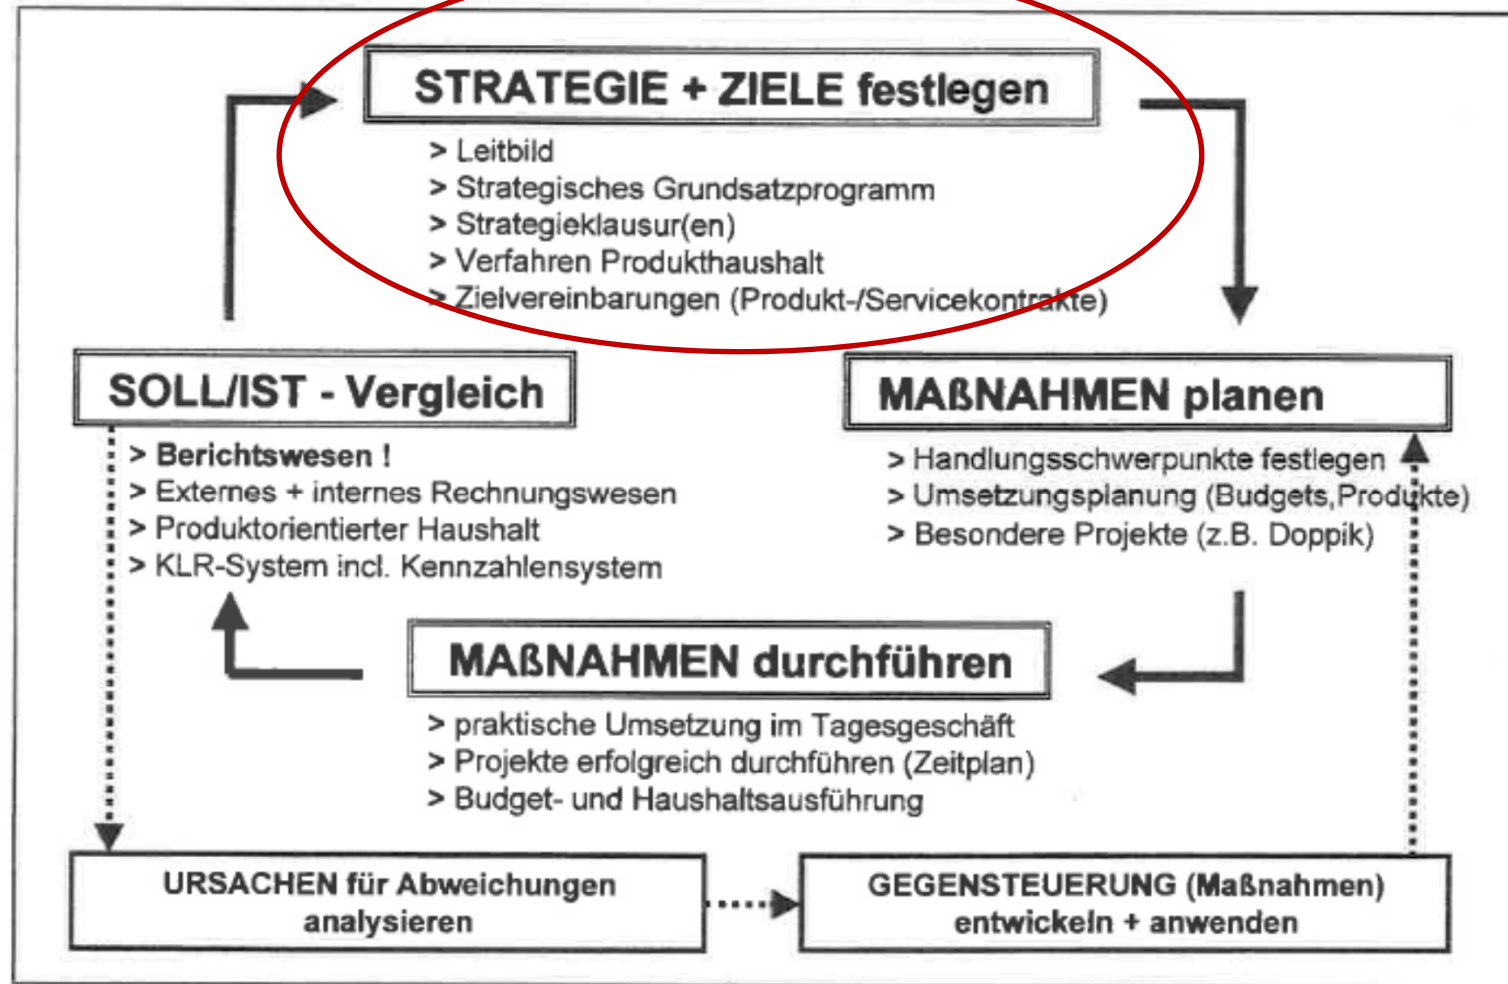 STRATEGIE + ZIELE festlegen
> Leitbild
> Strategisches Grundsatzprogramm
> Strategieklausur(en)
> Verfahren Produkthaushalt
> Zielvereinbarungen (Produkt-/Servicekontrakte)
SOLL/IST - Vergleich
> Berichtswesen !
> Externes + internes Rechnungswesen
> Produktorientierter Haushalt
> KLR-System incl. Kennzahlensystem
MAßNAHMEN planen
> Handlungsschwerpunkte festlegen
> Umsetzungsplanung (Budgets,Produkte)
> Besondere Projekte (z.B. Doppik)
MAßNAHMEN durchführen
> praktische Umsetzung im Tagesgeschäft
> Projekte erfolgreich durchführen (Zeitplan)
> Budget- und Haushaltsausführung
URSACHEN für Abweichungen
analysieren
GEGENSTEUERUNG (Maßnahmen)
entwickeln + anwenden